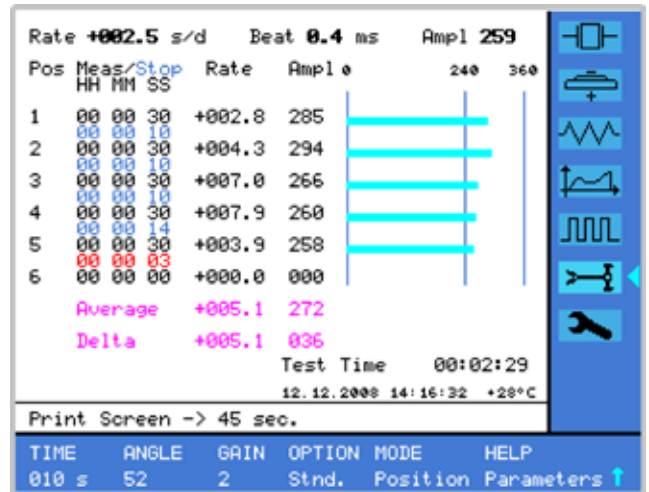 Rate +002.5 s/d Beat 0.4 ms Ampl 259
Pos Meas/Stop Rate Ampl 0 240 360
HH MM SS
1 00 00 30 +002.8 285
00 00 10
2 00 00 30 +004.3 294
00 00 10
3 00 00 30 +007.0 266
00 00 10
4 00 00 30 +007.9 260
00 00 14
5 00 00 30 +003.9 258
00 00 03
6 00 00 00 +000.0 000
Average +005.1 272
Delta +005.1 036
Test Time 00:02:29
12.12.2008 14:16:32 +28°C
Print Screen -> 45 sec.
TIME ANGLE GAIN OPTION MODE HELP
010 s 52 2 Stnd. Position Parameters ↑